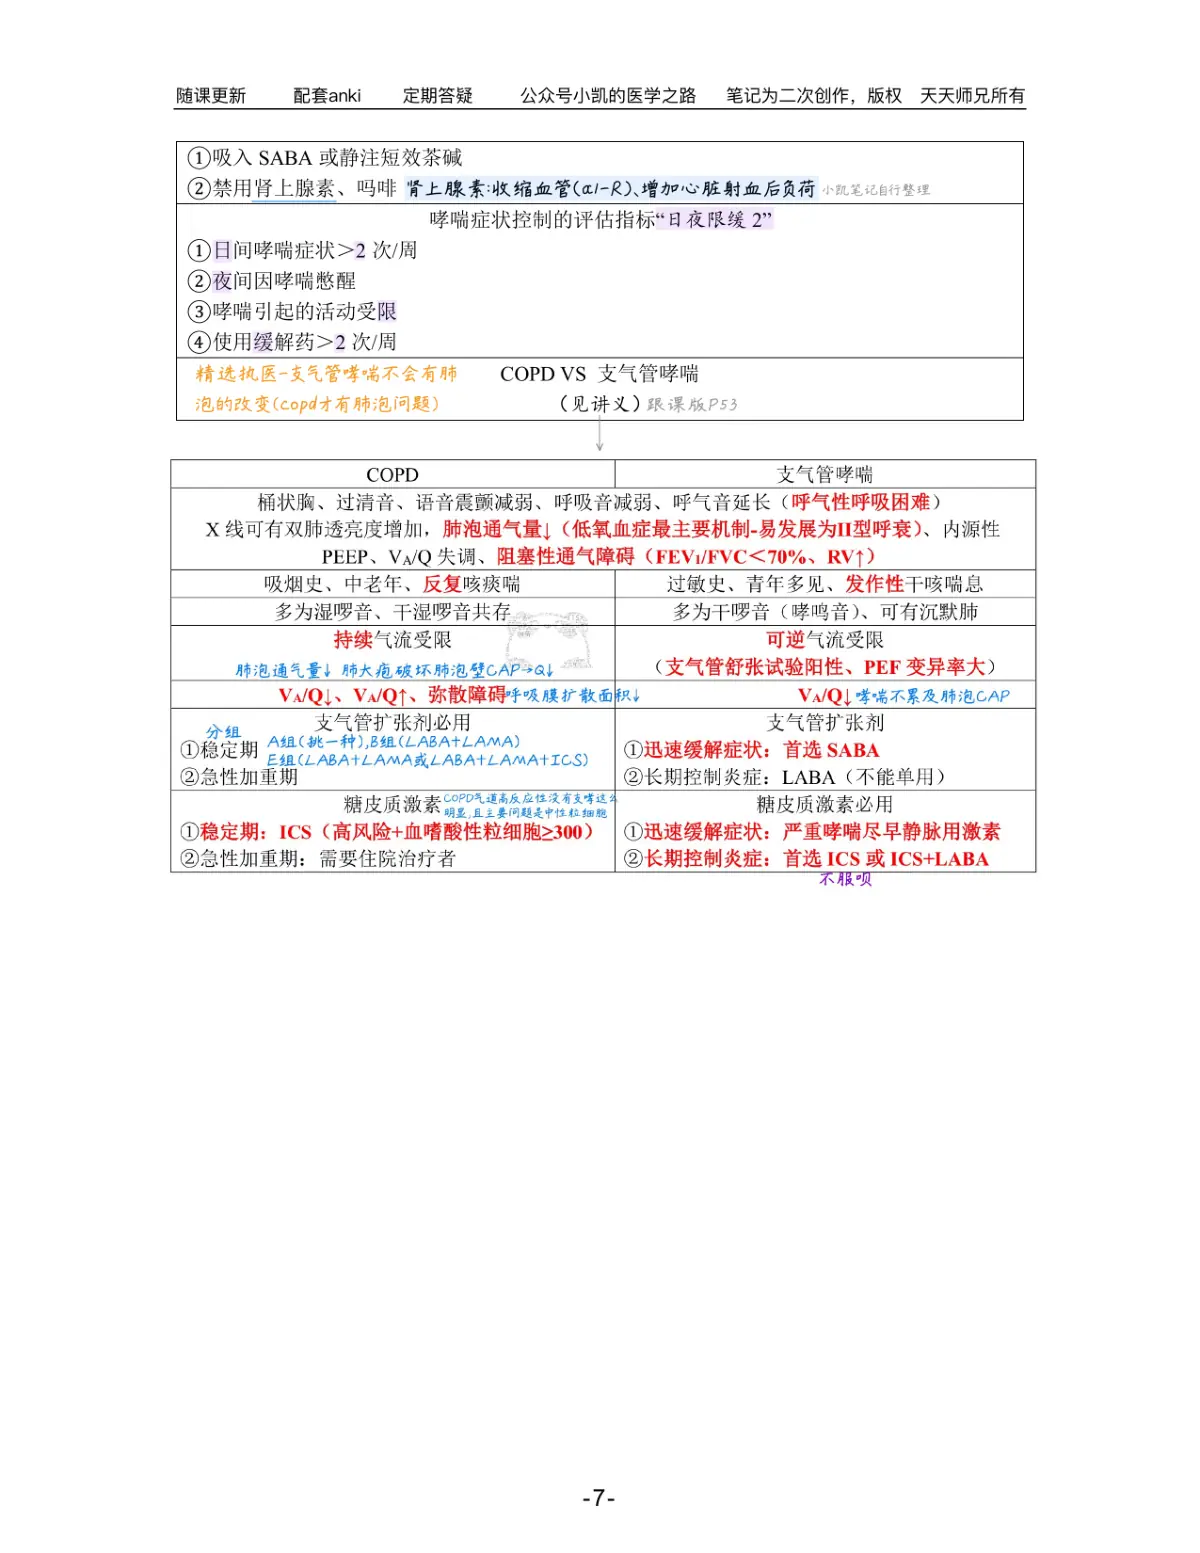 随课更新 配套anki 定期答疑 公众号小凯的医学之路 笔记为二次创作，版权 天天师兄所有
①吸入 SABA 或静注短效茶碱
②禁用肾上腺素、吗啡 肾上腺素:收缩血管(α1-R)、增加心脏射血后负荷 小凯笔记自行整理
哮喘症状控制的评估指标“日夜限缓 2”
①日间哮喘症状＞2 次/周
②夜间因哮喘憋醒
③哮喘引起的活动受限
④使用缓解药＞2 次/周
精选执医-支气管哮喘不会有肺 COPD VS 支气管哮喘
泡的改变(copd才有肺泡问题) （见讲义）跟课版P53
COPD 支气管哮喘
桶状胸、过清音、语音震颤减弱、呼吸音减弱、呼气音延长（呼气性呼吸困难）
X 线可有双肺透亮度增加，肺泡通气量↓（低氧血症最主要机制-易发展为II型呼衰）、内源性
PEEP、VA/Q 失调、阻塞性通气障碍（FEV₁/FVC＜70%、RV↑）
吸烟史、中老年、反复咳痰喘 过敏史、青年多见、发作性干咳喘息
多为湿啰音、干湿啰音共存 多为干啰音（哮鸣音）、可有沉默肺
持续气流受限 可逆气流受限
肺泡通气量↓ 肺大疱破坏肺泡壁CAP→Q↓ （支气管舒张试验阳性、PEF 变异率大）
VA/Q↓、VA/Q↑、弥散障碍呼吸膜扩散面积↓ VA/Q↓哮喘不累及肺泡CAP
支气管扩张剂必用 支气管扩张剂
分组 A组(挑一种),B组(LABA+LAMA)
①稳定期 E组(LABA+LAMA或LABA+LAMA+ICS) ①迅速缓解症状：首选 SABA
②急性加重期 ②长期控制炎症：LABA（不能单用）
糖皮质激素 COPD气道高反应性没有支哮这么 糖皮质激素必用
明显,且主要问题是中性粒细胞
①稳定期：ICS（高风险+血嗜酸性粒细胞≥300） ①迅速缓解症状：严重哮喘尽早静脉用激素
②急性加重期：需要住院治疗者 ②长期控制炎症：首选 ICS 或 ICS+LABA
不服呗
-7-